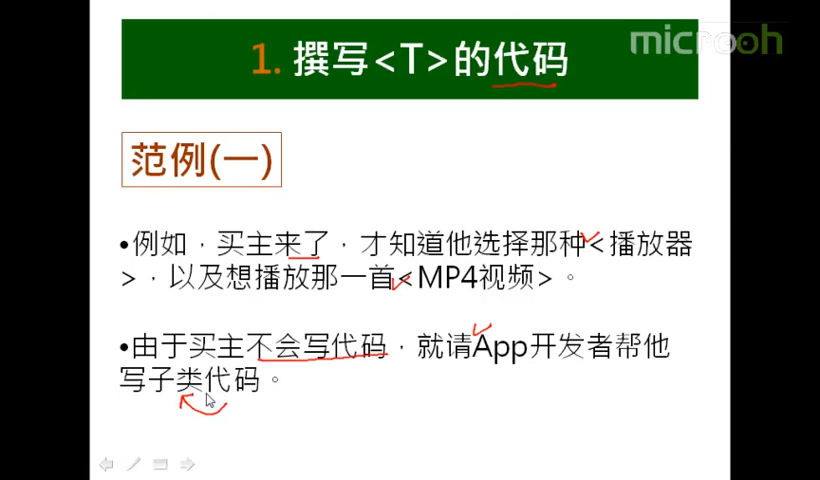 microoh
1. 撰写<T>的代码
范例(一)
•例如，买主来了，才知道他选择那种<播放器
>，以及想播放那一首<MP4视频>。
•由于买主不会写代码，就请App开发者帮他
写子类代码。